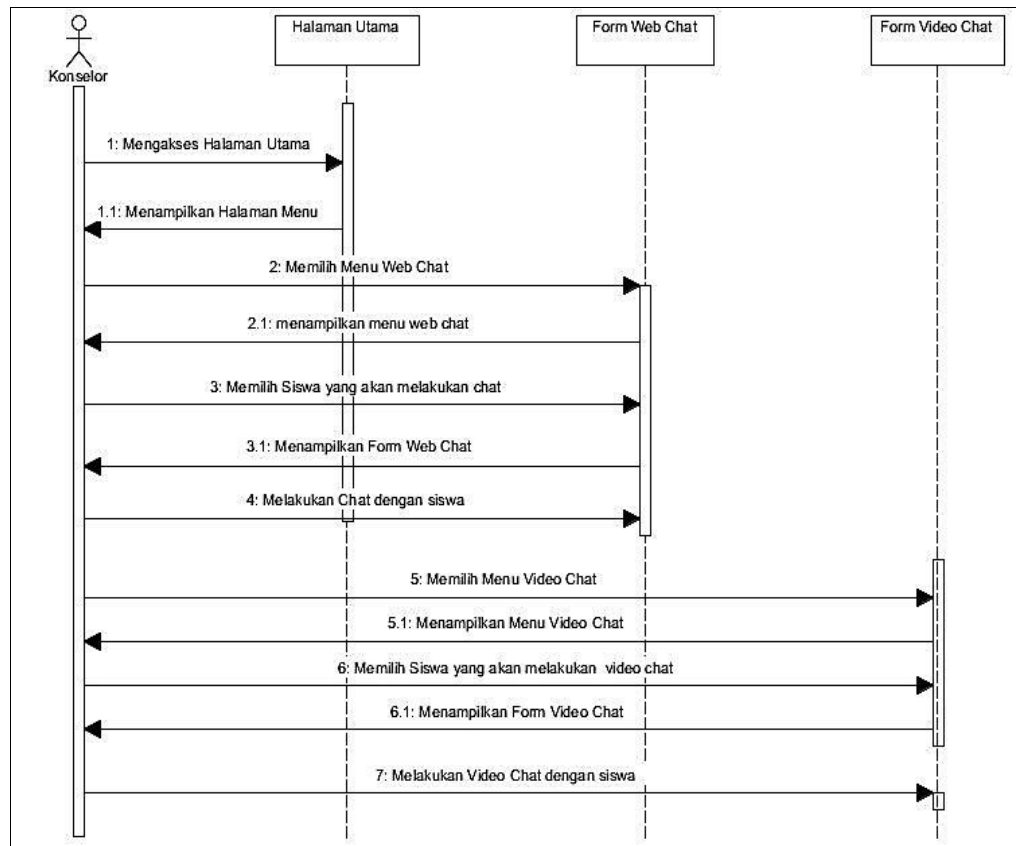 Konselor
Halaman Utama
Form Web Chat
Form Video Chat
1: Mengakses Halaman Utama
1.1: Menampilkan Halaman Menu
2: Memilih Menu Web Chat
2.1: menampilkan menu web chat
3: Memilih Siswa yang akan melakukan chat
3.1: Menampilkan Form Web Chat
4: Melakukan Chat dengan siswa
5: Memilih Menu Video Chat
5.1: Menampilkan Menu Video Chat
6: Memilih Siswa yang akan melakukan video chat
6.1: Menampilkan Form Video Chat
7: Melakukan Video Chat dengan siswa